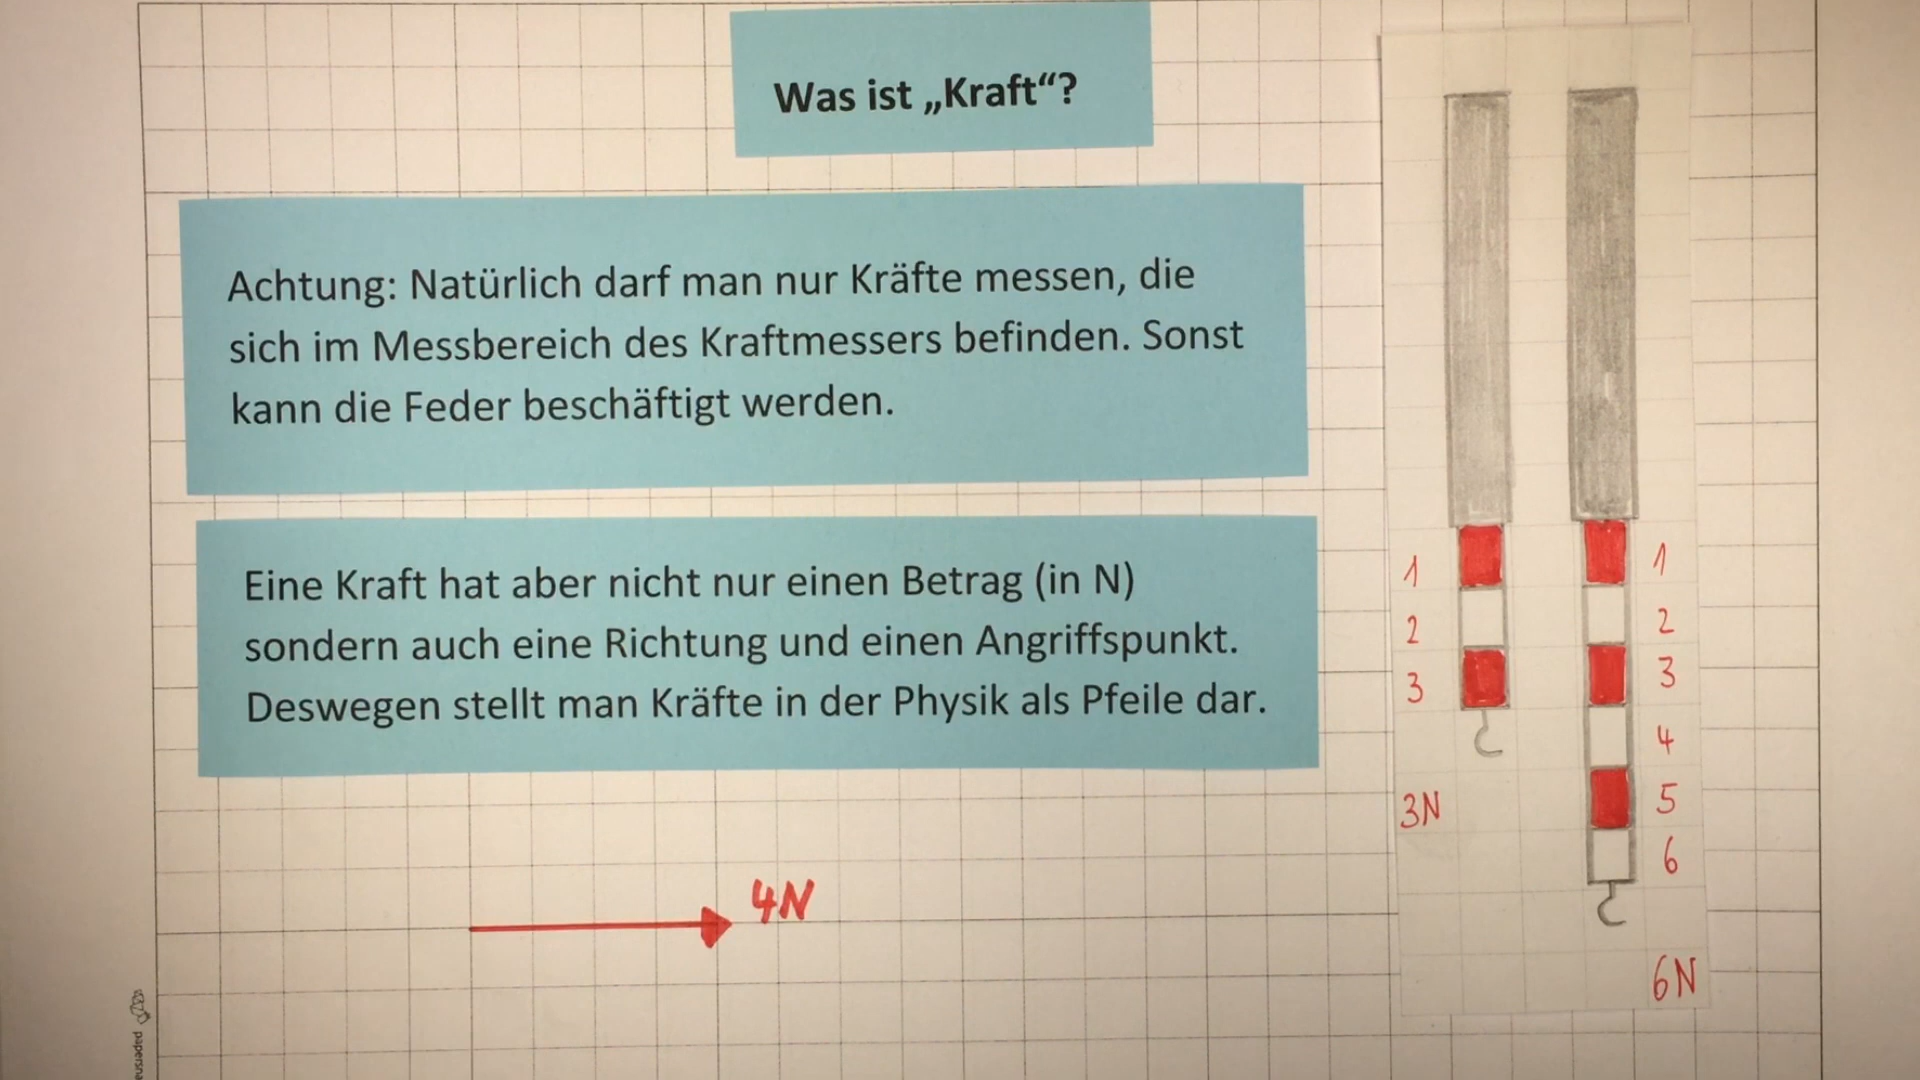 Was ist „Kraft“?
Achtung: Natürlich darf man nur Kräfte messen, die
sich im Messbereich des Kraftmessers befinden. Sonst
kann die Feder beschäftigt werden.
Eine Kraft hat aber nicht nur einen Betrag (in N)
sondern auch eine Richtung und einen Angriffspunkt.
Deswegen stellt man Kräfte in der Physik als Pfeile dar.
4N
1
2
3
3N
1
2
3
4
5
6
6N